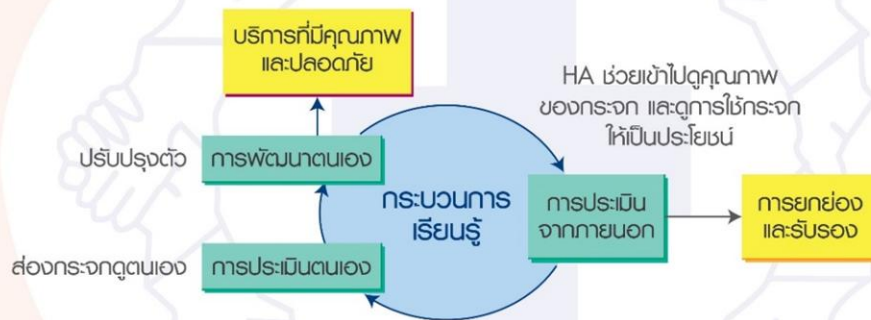 บริการที่มีคุณภาพ
และปลอดภัย
HA ช่วยเข้าไปดูคุณภาพ
ของกระจก และดูการใช้กระจก
ให้เป็นประโยชน์
ปรับปรุงตัว
การพัฒนาตนเอง
กระบวนการ
เรียนรู้
การประเมิน
จากภายนอก
การยกย่อง
และรับรอง
ส่องกระจกดูตนเอง
การประเมินตนเอง